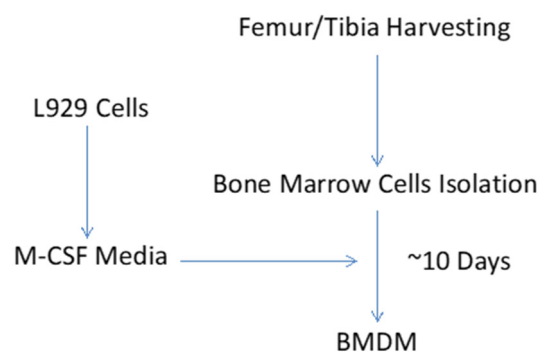 Femur/Tibia Harvesting
L929 Cells
Bone Marrow Cells Isolation
M-CSF Media
~10 Days
BMDM